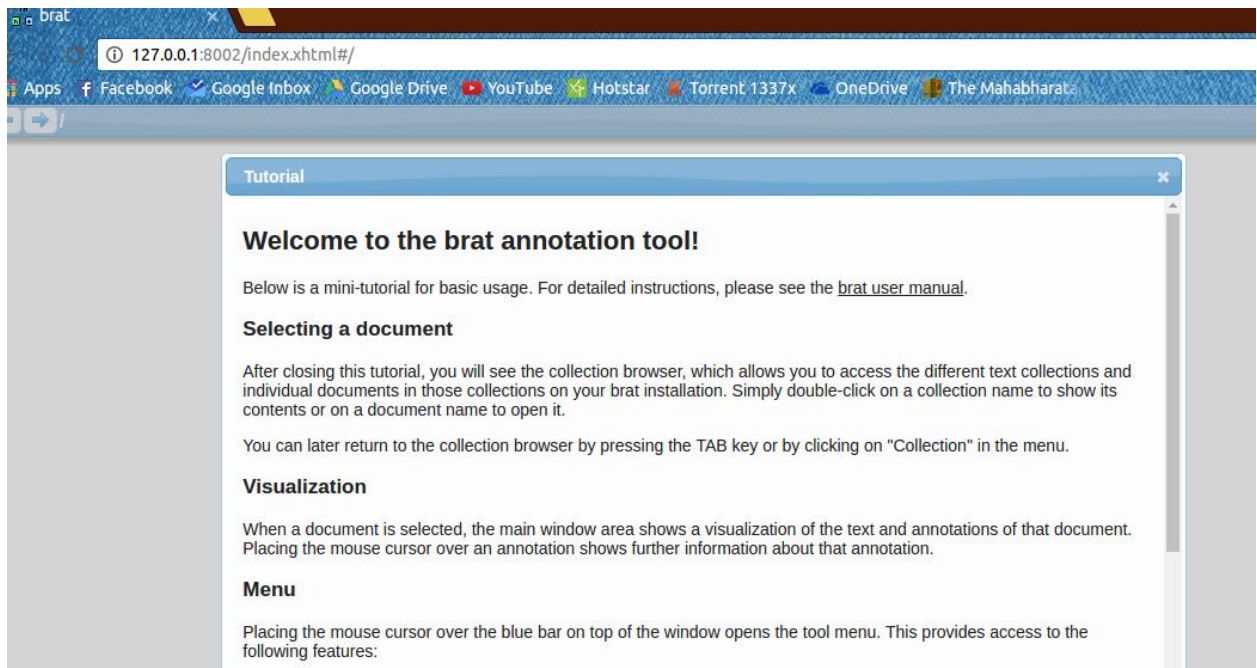 brat
127.0.0.1:8002/index.xhtml#/
Apps Facebook Google Inbox Google Drive YouTube Hotstar Torrent 1337x OneDrive The Mahabharata
/
Tutorial
Welcome to the brat annotation tool!
Below is a mini-tutorial for basic usage. For detailed instructions, please see the brat user manual.
Selecting a document
After closing this tutorial, you will see the collection browser, which allows you to access the different text collections and
individual documents in those collections on your brat installation. Simply double-click on a collection name to show its
contents or on a document name to open it.
You can later return to the collection browser by pressing the TAB key or by clicking on "Collection" in the menu.
Visualization
When a document is selected, the main window area shows a visualization of the text and annotations of that document.
Placing the mouse cursor over an annotation shows further information about that annotation.
Menu
Placing the mouse cursor over the blue bar on top of the window opens the tool menu. This provides access to the
following features: